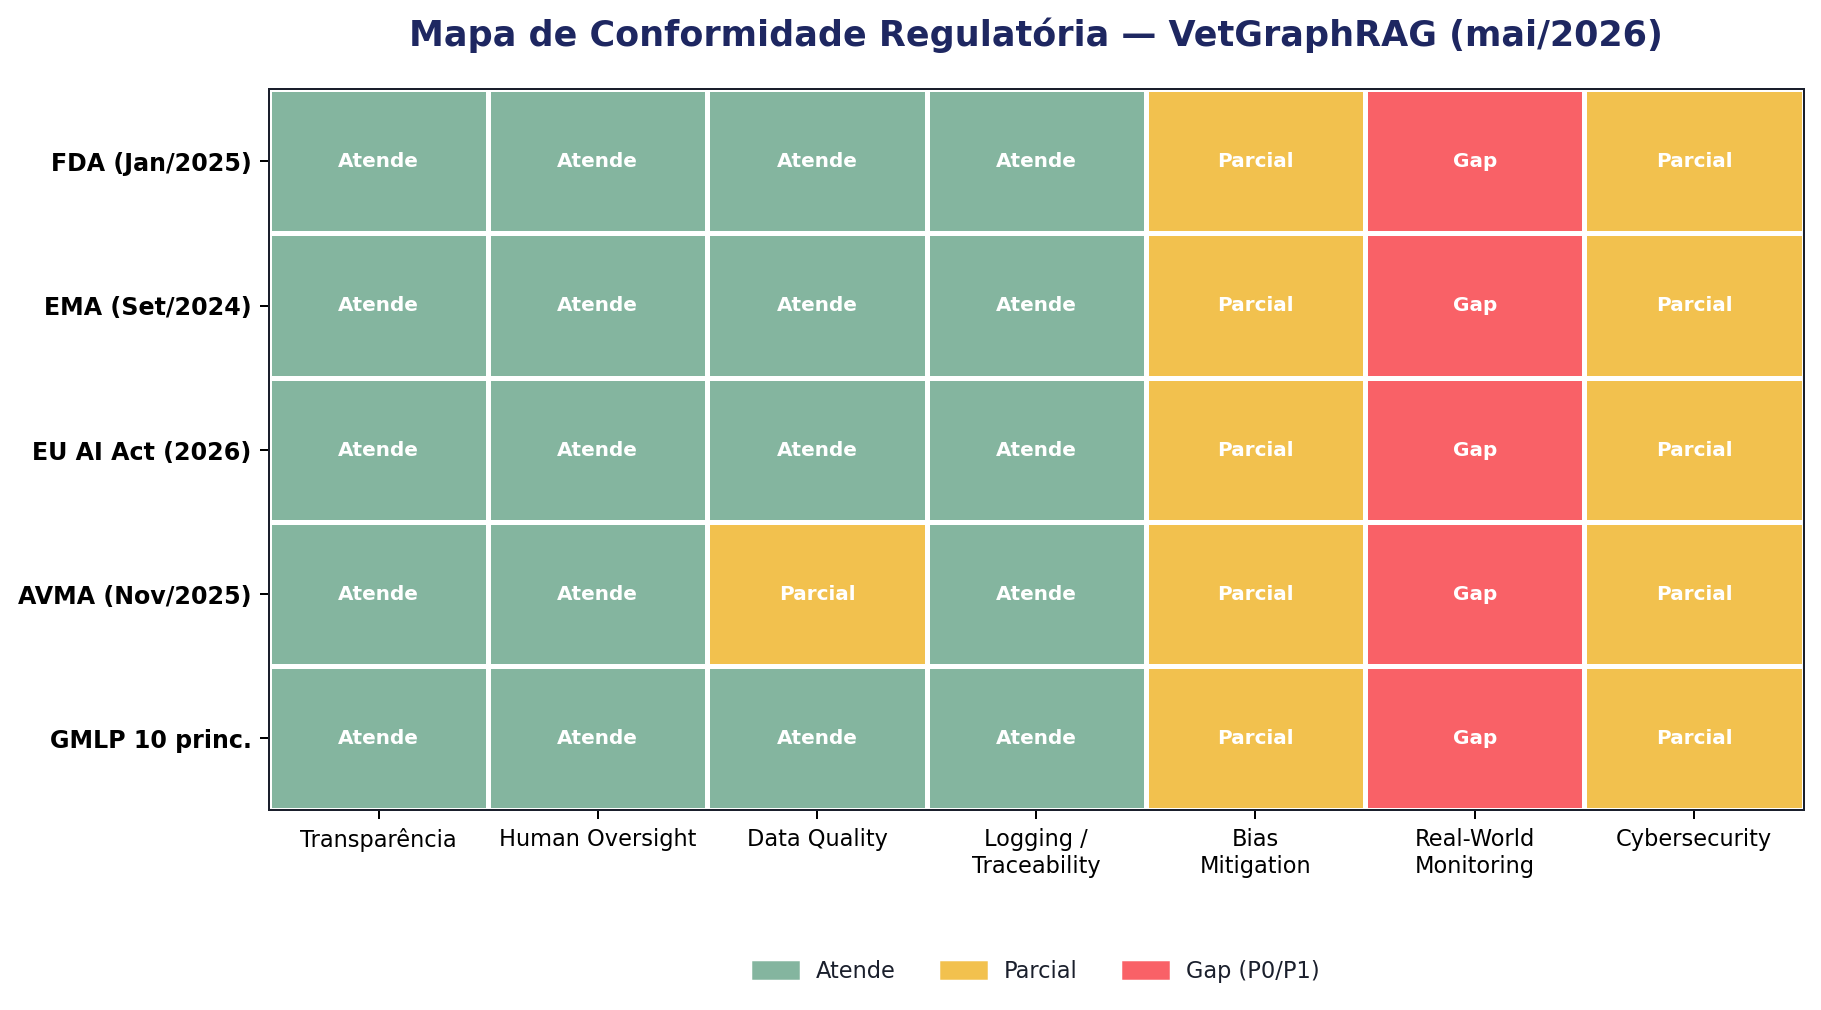 Mapa de Conformidade Regulatória — VetGraphRAG (mai/2026)
FDA (Jan/2025) Atende Atende Atende Atende Parcial Gap Parcial
EMA (Set/2024) Atende Atende Atende Atende Parcial Gap Parcial
EU AI Act (2026) Atende Atende Atende Atende Parcial Gap Parcial
AVMA (Nov/2025) Atende Atende Parcial Atende Parcial Gap Parcial
GMLP 10 princ. Atende Atende Atende Atende Parcial Gap Parcial
Transparência
Human Oversight
Data Quality
Logging /
Traceability
Bias
Mitigation
Real-World
Monitoring
Cybersecurity
Atende Parcial Gap (P0/P1)